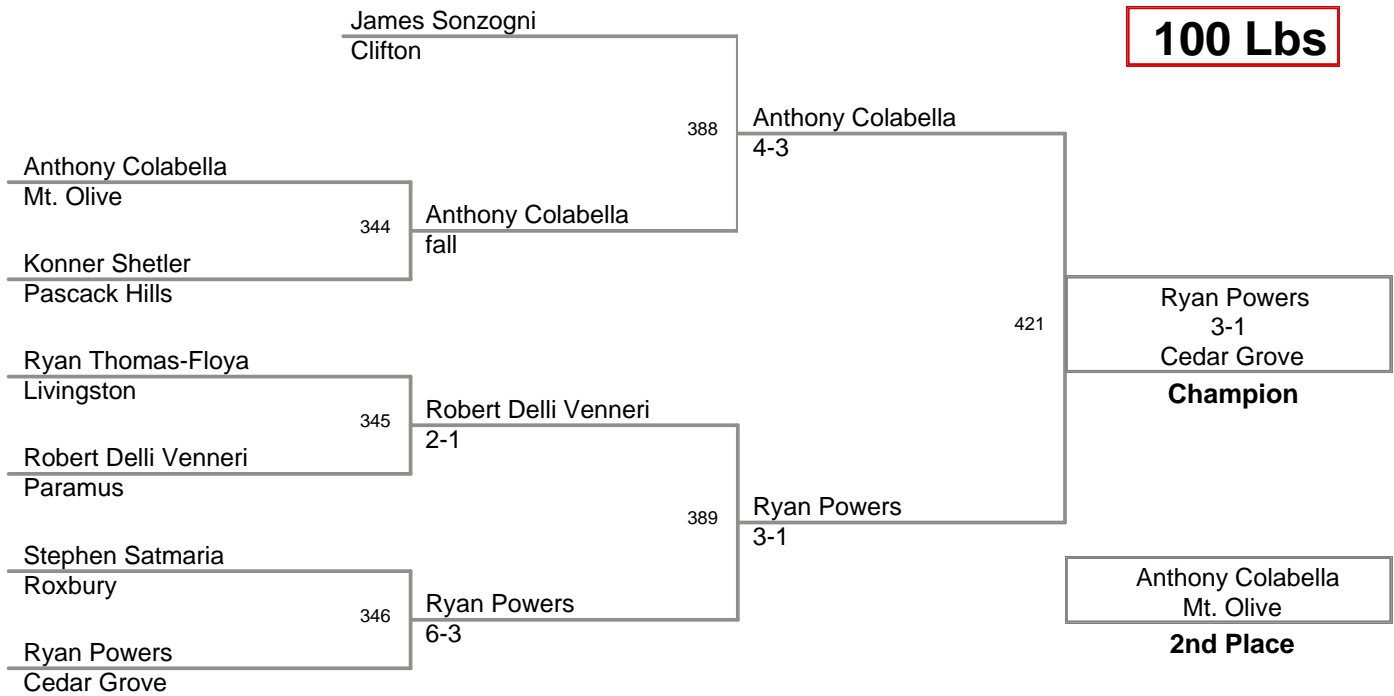 James Sonzogni
Clifton
100 Lbs
388
Anthony Colabella
4-3
Anthony Colabella
Mt. Olive
344
Anthony Colabella
fall
Konner Shetler
Pascack Hills
421
Ryan Powers
3-1
Cedar Grove
Champion
Ryan Thomas-Floya
Livingston
345
Robert Delli Venneri
2-1
Robert Delli Venneri
Paramus
389
Ryan Powers
3-1
Stephen Satmaria
Roxbury
346
Ryan Powers
6-3
Ryan Powers
Cedar Grove
Anthony Colabella
Mt. Olive
2nd Place